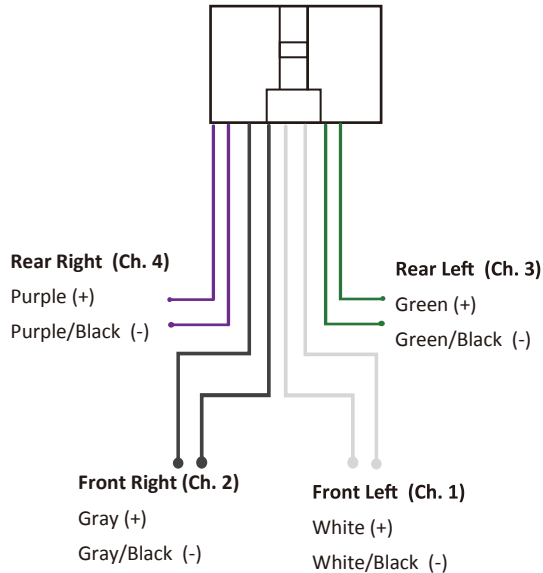 Rear Right (Ch. 4)
Purple (+)
Purple/Black (-)
Rear Left (Ch. 3)
Green (+)
Green/Black (-)
Front Right (Ch. 2)
Gray (+)
Gray/Black (-)
Front Left (Ch. 1)
White (+)
White/Black (-)